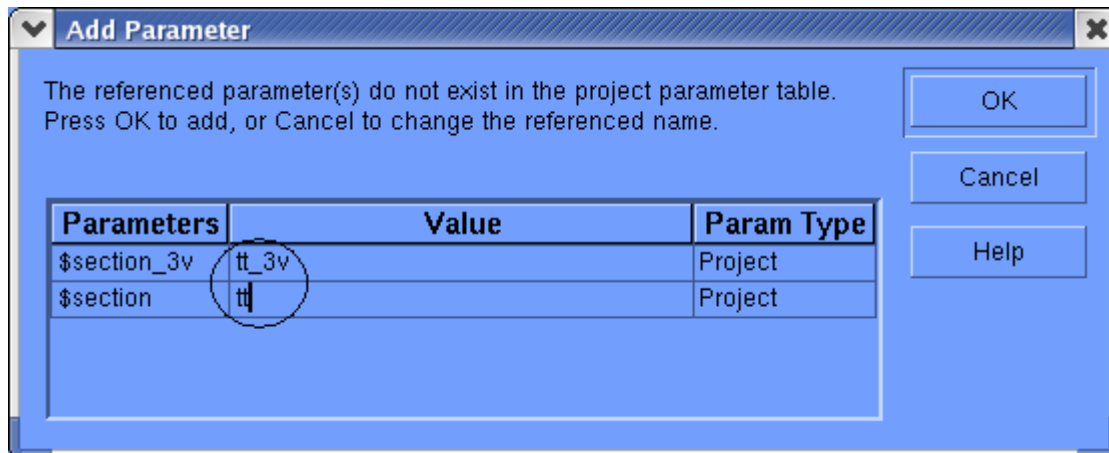 Add Parameter
The referenced parameter(s) do not exist in the project parameter table.
Press OK to add, or Cancel to change the referenced name.
OK
Cancel
Help
Parameters Value Param Type
$section_3v tt_3v Project
$section tt Project